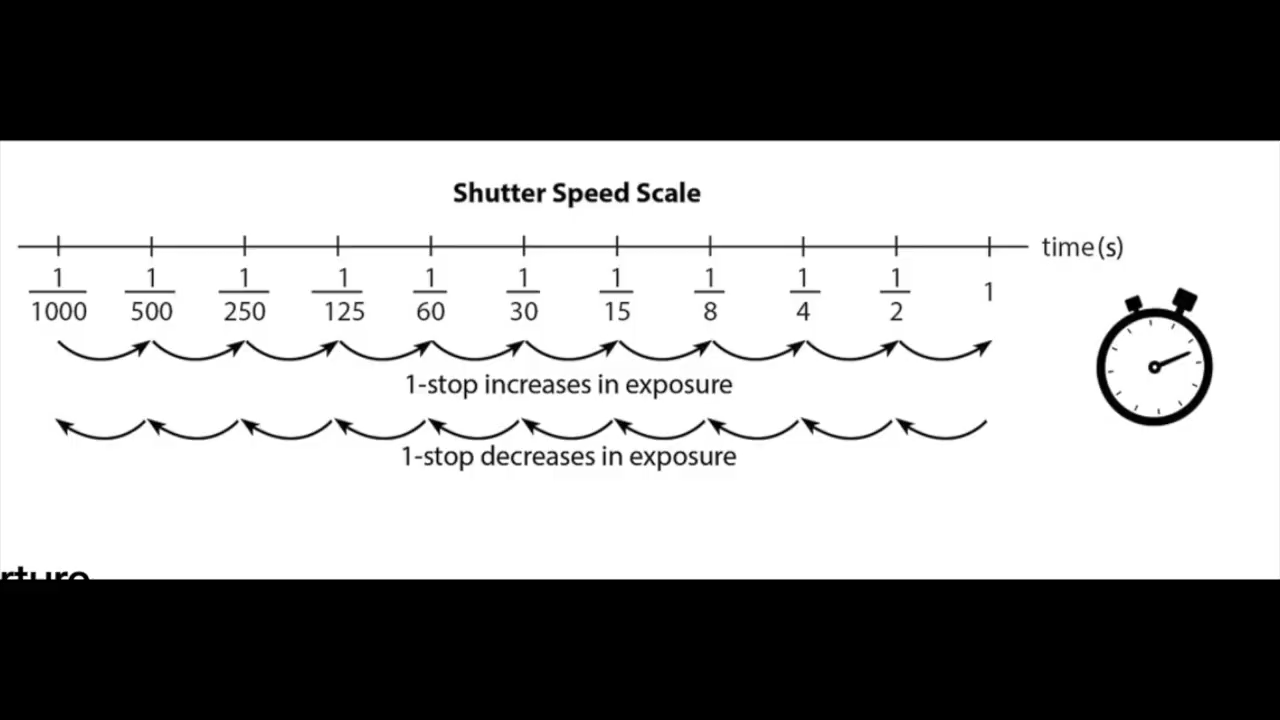 Shutter Speed Scale
time(s)
1/1000 1/500 1/250 1/125 1/60 1/30 1/15 1/8 1/4 1/2 1
1-stop increases in exposure
1-stop decreases in exposure
rture